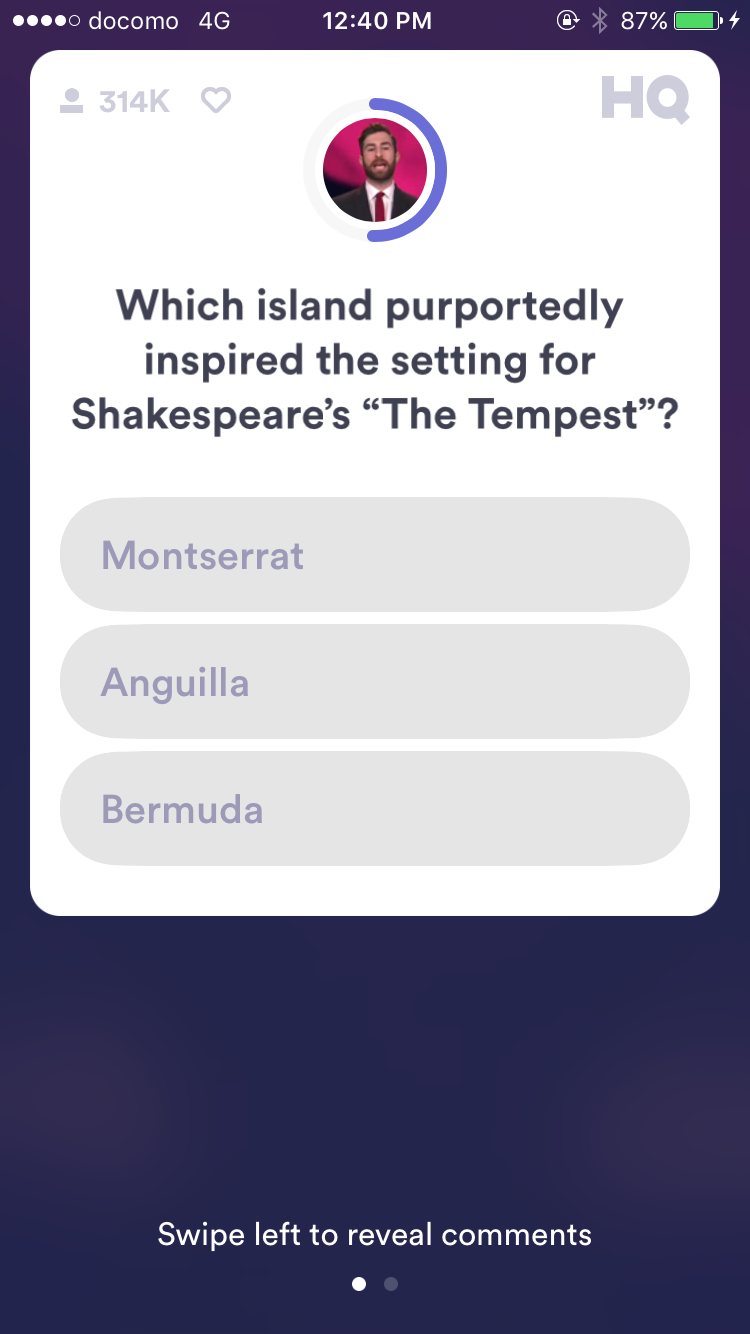 docomo 4G 12:40 PM 87%
314K HQ
Which island purportedly
inspired the setting for
Shakespeare’s “The Tempest”?
Montserrat
Anguilla
Bermuda
Swipe left to reveal comments